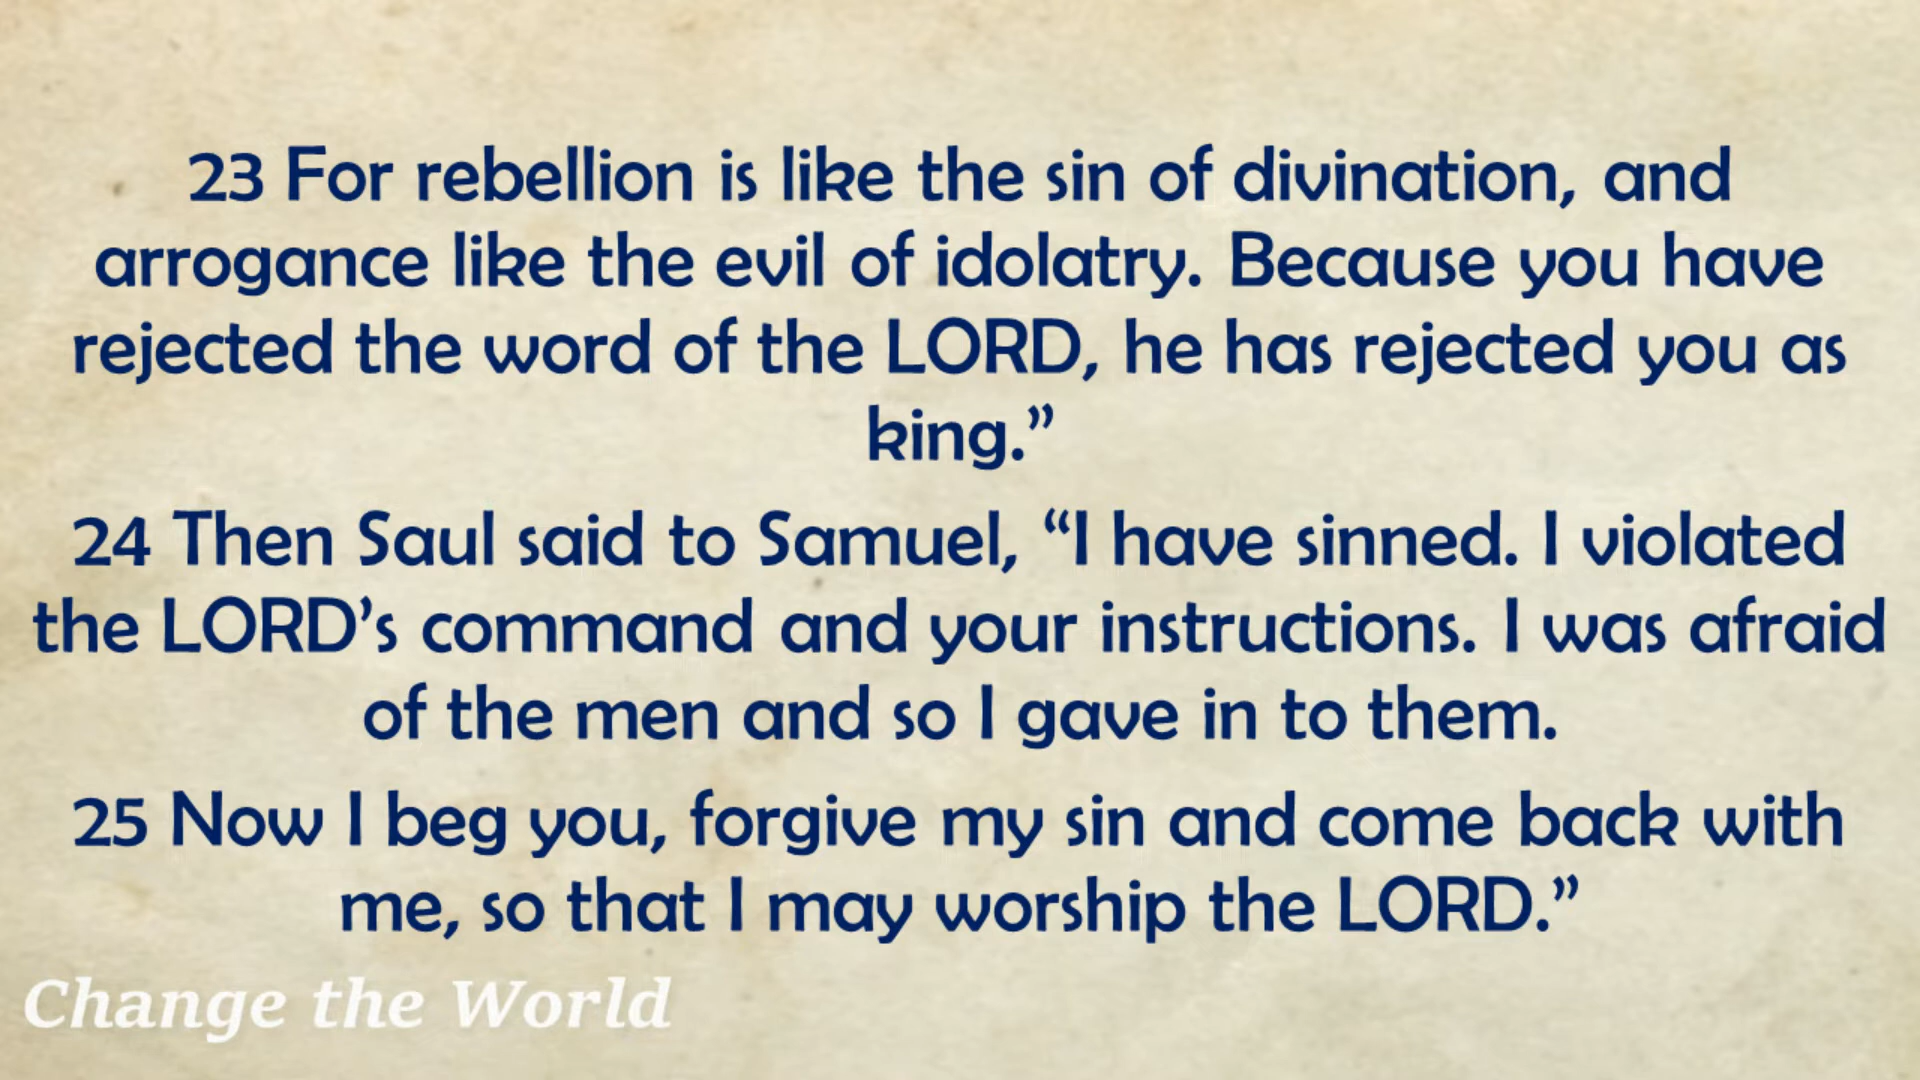 23 For rebellion is like the sin of divination, and
arrogance like the evil of idolatry. Because you have
rejected the word of the LORD, he has rejected you as
king.”
24 Then Saul said to Samuel, “I have sinned. I violated
the LORD’s command and your instructions. I was afraid
of the men and so I gave in to them.
25 Now I beg you, forgive my sin and come back with
me, so that I may worship the LORD.”
Change the World